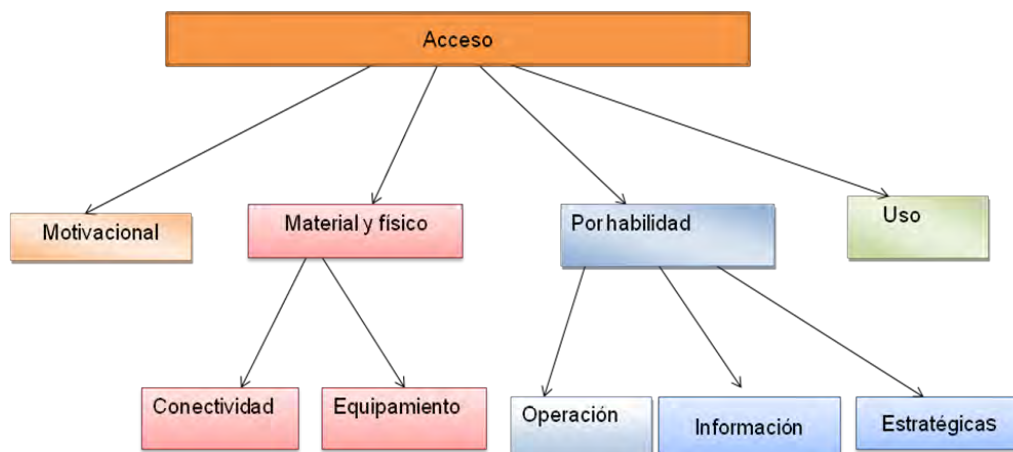 Acceso
Motivacional
Material y físico
Por habilidad
Uso
Conectividad
Equipamiento
Operación
Información
Estratégicas